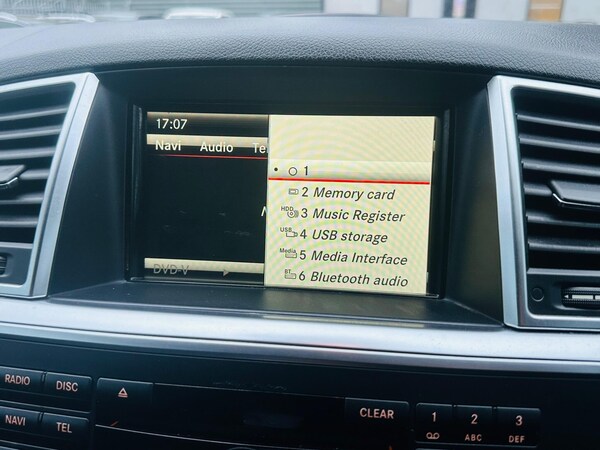 17:07
Navi Audio Te
1
2 Memory card
HDD 3 Music Register
USB 4 USB storage
Media 5 Media Interface
BT 6 Bluetooth audio
DVD-V
RADIO DISC
NAVI TEL
CLEAR
1 2 3
ABC DEF